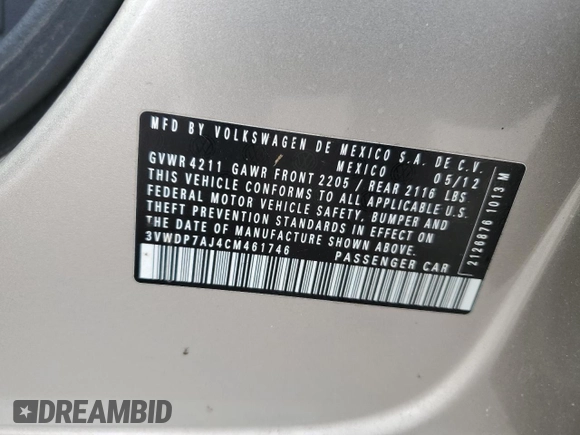 MFD BY VOLKSWAGEN DE MEXICO S.A. DE C.V.
MEXICO 05/12
GVWR 4211 GAWR FRONT 2205 / REAR 2116 LBS
THIS VEHICLE CONFORMS TO ALL APPLICABLE U.S.
FEDERAL MOTOR VEHICLE SAFETY, BUMPER AND
THEFT PREVENTION STANDARDS IN EFFECT ON
THE DATE OF MANUFACTURE SHOWN ABOVE.
3VWDP7AJ4CM461746 PASSENGER CAR
2126876 1013 M
DREAMBID